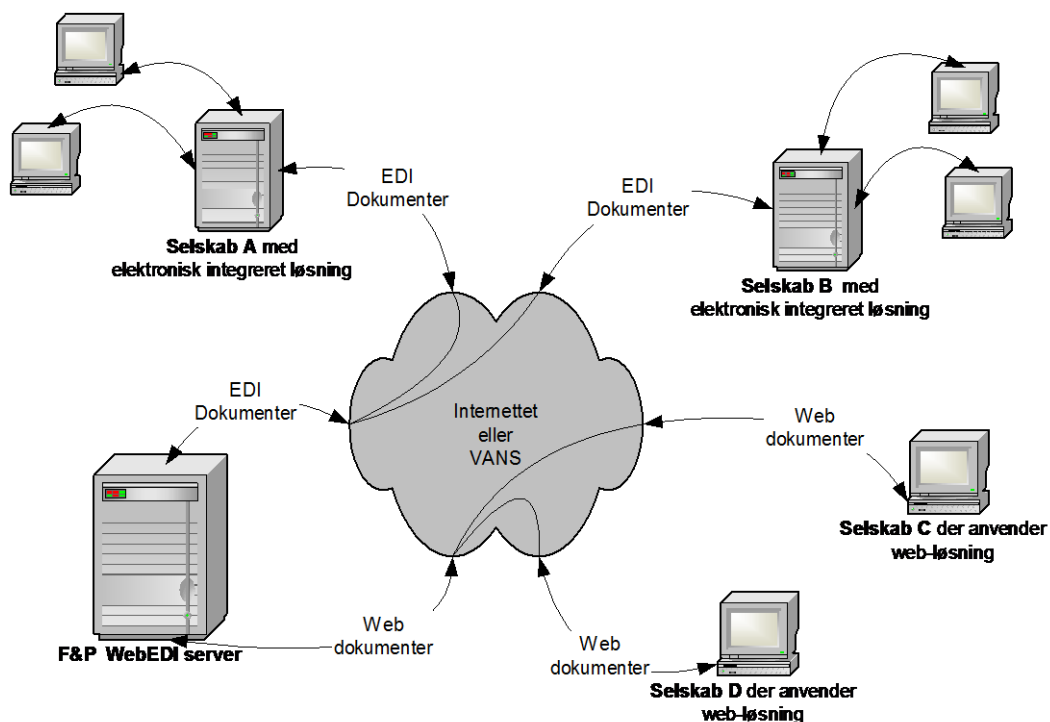 EDI
Dokumenter
EDI
Dokumenter
Selskab A med
elektronisk integreret løsning
Selskab B  med
elektronisk integreret løsning
EDI
Dokumenter
Internettet
eller
VANS
Web
dokumenter
Selskab C der anvender
web-løsning
F&P WebEDI server
Web
dokumenter
Web
dokumenter
Selskab D der anvender
web-løsning